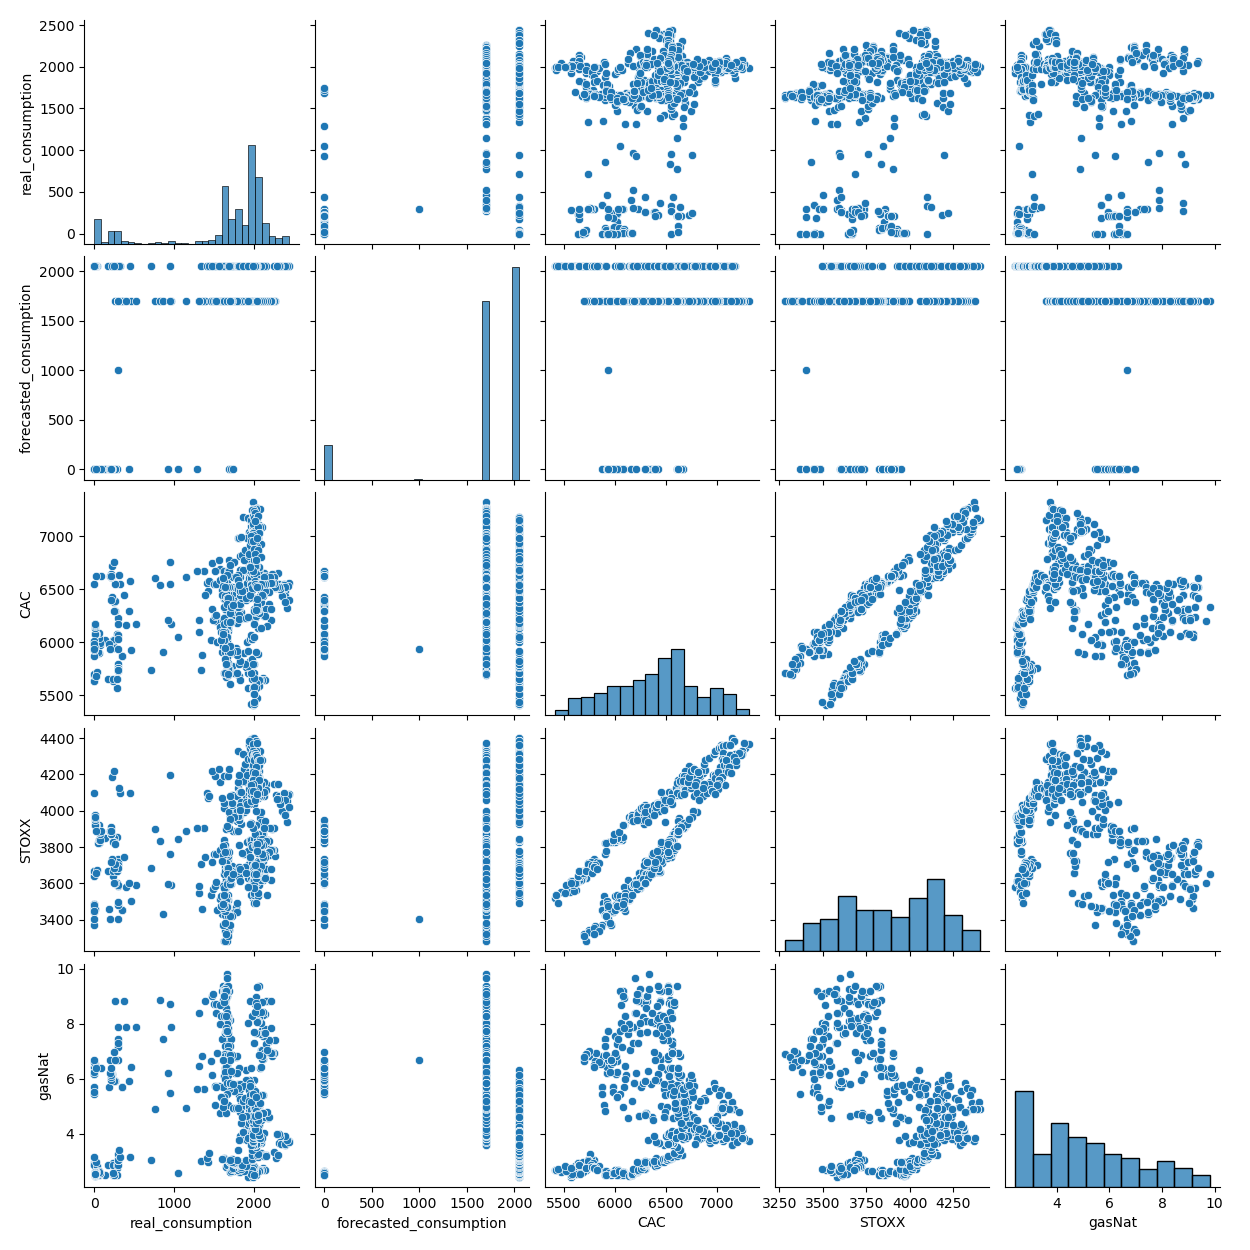 2500
2000
1500
1000
500
0
real_consumption
2000
1500
1000
500
0
forecasted_consumption
7000
6500
6000
5500
CAC
4400
4200
4000
3800
3600
3400
STOXX
10
8
6
4
gasNat
0 1000 2000
real_consumption
0 500 1000 1500 2000
forecasted_consumption
5500 6000 6500 7000
CAC
3250 3500 3750 4000 4250
STOXX
4 6 8 10
gasNat